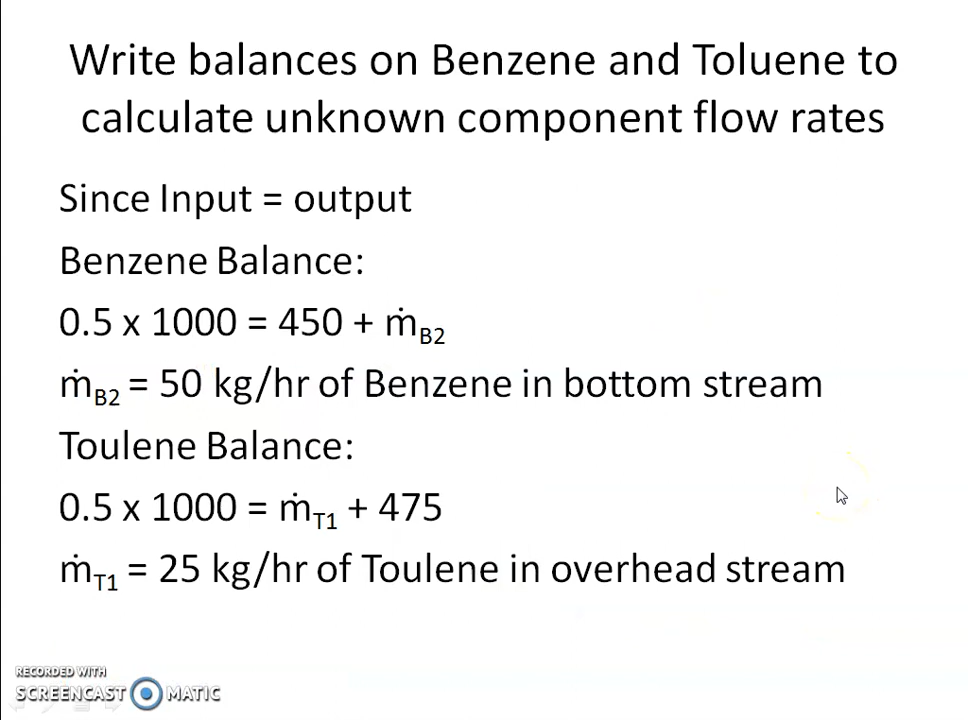 Write balances on Benzene and Toluene to
calculate unknown component flow rates
Since Input = output
Benzene Balance:
0.5 x 1000 = 450 + ṁB2
ṁB2 = 50 kg/hr of Benzene in bottom stream
Toulene Balance:
0.5 x 1000 = ṁT1 + 475
ṁT1 = 25 kg/hr of Toulene in overhead stream
RECORDED WITH
SCREENCAST MATIC